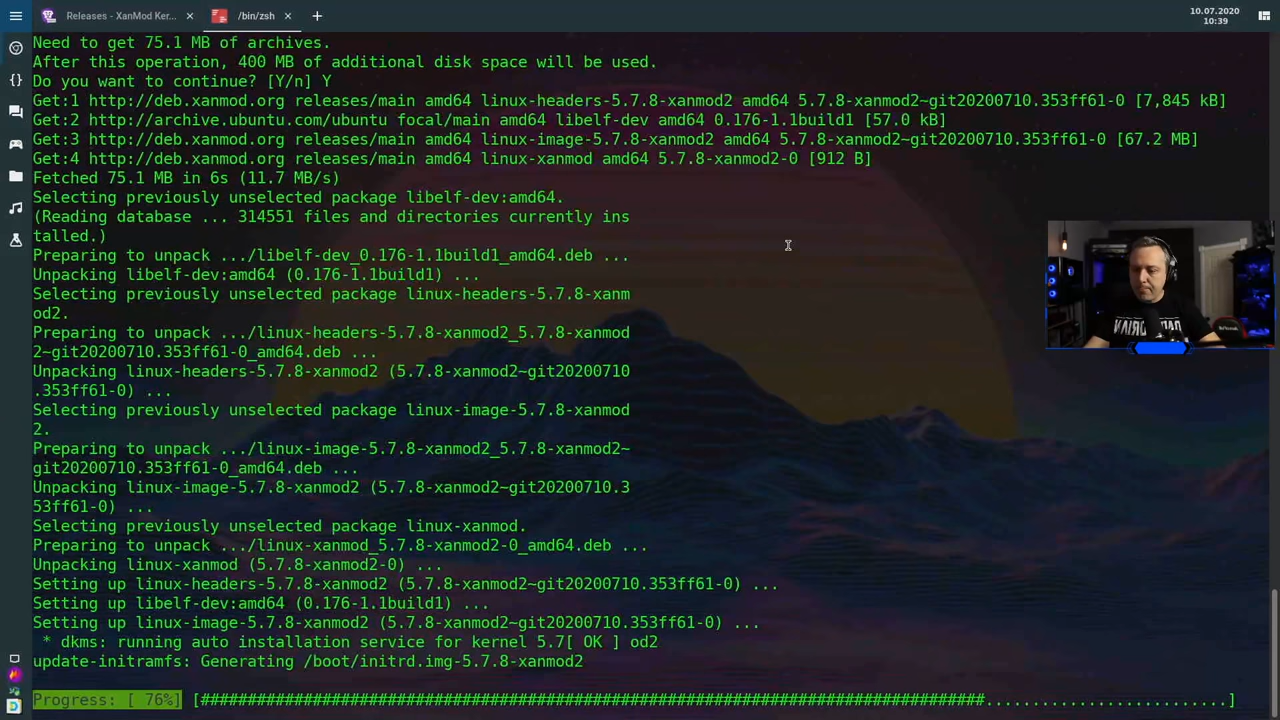 Releases - XanMod Ker...
/bin/zsh
10.07.2020
10:39
Need to get 75.1 MB of archives.
After this operation, 400 MB of additional disk space will be used.
Do you want to continue? [Y/n] Y
Get:1 http://deb.xanmod.org releases/main amd64 linux-headers-5.7.8-xanmod2 amd64 5.7.8-xanmod2~git20200710.353ff61-0 [7,845 kB]
Get:2 http://archive.ubuntu.com/ubuntu focal/main amd64 libelf-dev amd64 0.176-1.1build1 [57.0 kB]
Get:3 http://deb.xanmod.org releases/main amd64 linux-image-5.7.8-xanmod2 amd64 5.7.8-xanmod2~git20200710.353ff61-0 [67.2 MB]
Get:4 http://deb.xanmod.org releases/main amd64 linux-xanmod amd64 5.7.8-xanmod2-0 [912 B]
Fetched 75.1 MB in 6s (11.7 MB/s)
Selecting previously unselected package libelf-dev:amd64.
(Reading database ... 314551 files and directories currently ins
talled.)
Preparing to unpack .../libelf-dev_0.176-1.1build1_amd64.deb ...
Unpacking libelf-dev:amd64 (0.176-1.1build1) ...
Selecting previously unselected package linux-headers-5.7.8-xanm
od2.
Preparing to unpack .../linux-headers-5.7.8-xanmod2_5.7.8-xanmod
2~git20200710.353ff61-0_amd64.deb ...
Unpacking linux-headers-5.7.8-xanmod2 (5.7.8-xanmod2~git20200710
.353ff61-0) ...
Selecting previously unselected package linux-image-5.7.8-xanmod
2.
Preparing to unpack .../linux-image-5.7.8-xanmod2_5.7.8-xanmod2~
git20200710.353ff61-0_amd64.deb ...
Unpacking linux-image-5.7.8-xanmod2 (5.7.8-xanmod2~git20200710.3
53ff61-0) ...
Selecting previously unselected package linux-xanmod.
Preparing to unpack .../linux-xanmod_5.7.8-xanmod2-0_amd64.deb ...
Unpacking linux-xanmod (5.7.8-xanmod2-0) ...
Setting up linux-headers-5.7.8-xanmod2 (5.7.8-xanmod2~git20200710.353ff61-0) ...
Setting up libelf-dev:amd64 (0.176-1.1build1) ...
Setting up linux-image-5.7.8-xanmod2 (5.7.8-xanmod2~git20200710.353ff61-0) ...
* dkms: running auto installation service for kernel 5.7[ OK ] od2
update-initramfs: Generating /boot/initrd.img-5.7.8-xanmod2
Progress: [ 76%] [####################################################################################..........................]